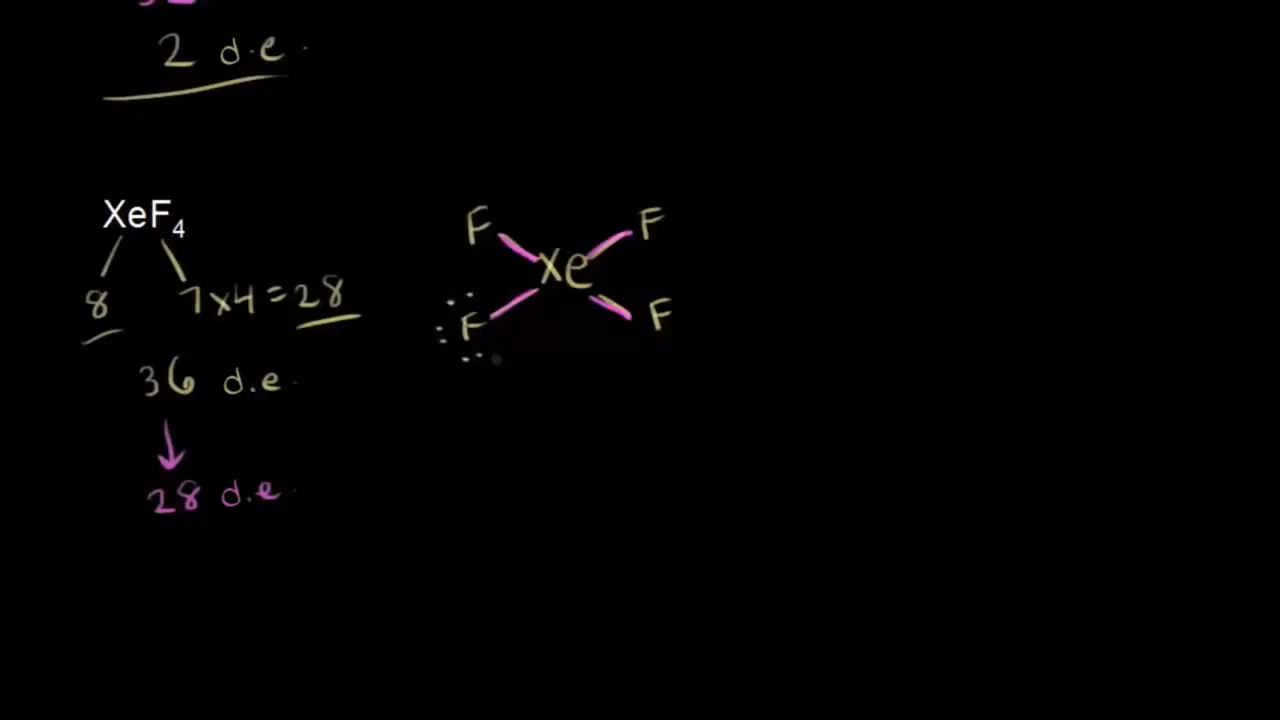 2 d.e.
XeF4
F F
Xe
8 7x4=28
F F
36 d.e.
28 d.e.